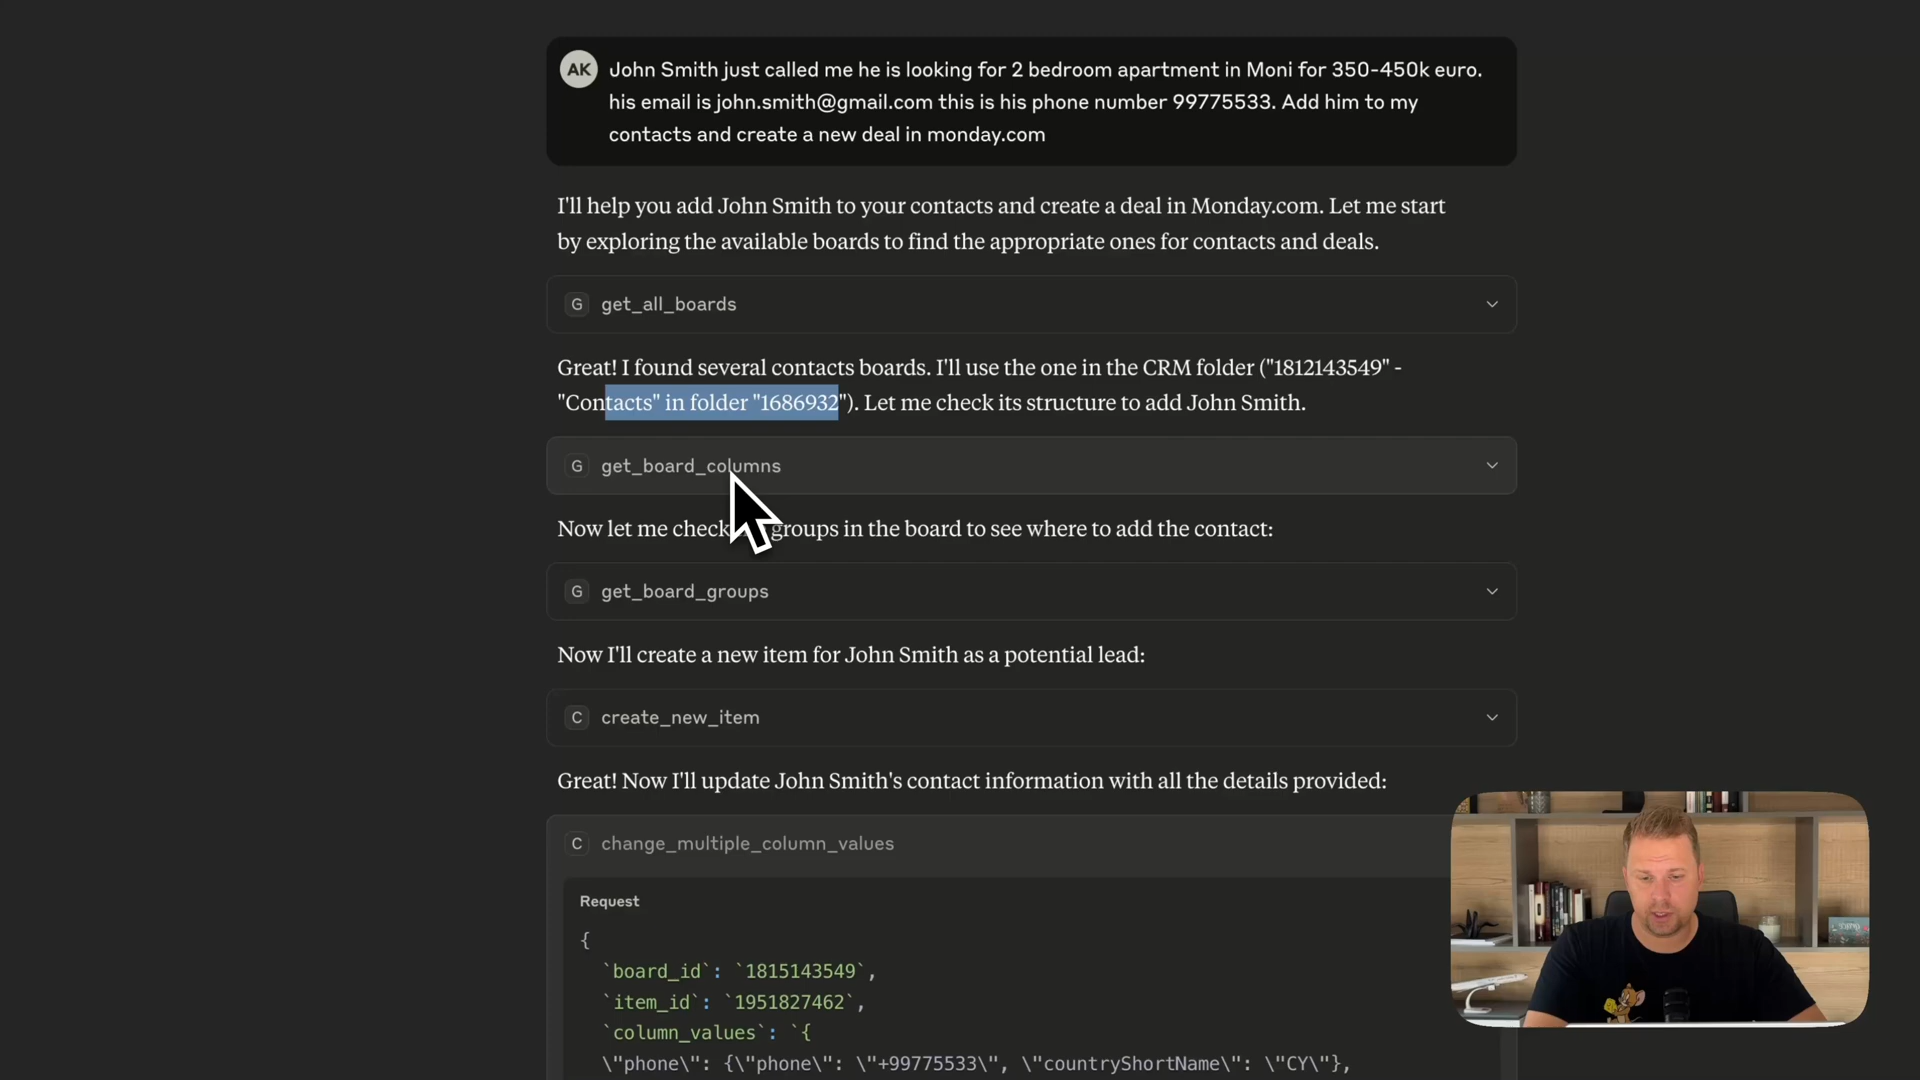 AK
John Smith just called me he is looking for 2 bedroom apartment in Moni for 350-450k euro.
his email is john.smith@gmail.com this is his phone number 99775533. Add him to my
contacts and create a new deal in monday.com
I'll help you add John Smith to your contacts and create a deal in Monday.com. Let me start
by exploring the available boards to find the appropriate ones for contacts and deals.
G get_all_boards
Great! I found several contacts boards. I'll use the one in the CRM folder ("1812143549" -
"Contacts" in folder "1686932"). Let me check its structure to add John Smith.
G get_board_columns
Now let me check groups in the board to see where to add the contact:
G get_board_groups
Now I'll create a new item for John Smith as a potential lead:
C create_new_item
Great! Now I'll update John Smith's contact information with all the details provided:
C change_multiple_column_values
Request
{
`board_id`: `1815143549`,
`item_id`: `1951827462`,
`column_values`: `{
\"phone\": {\"phone\": \"+99775533\", \"countryShortName\": \"CY\"},